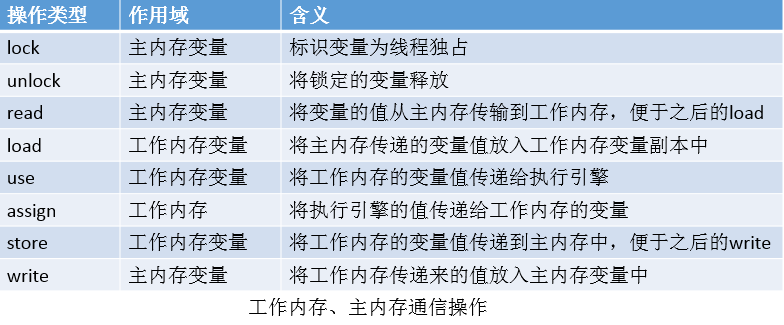 操作类型 作用域 含义
lock 主内存变量 标识变量为线程独占
unlock 主内存变量 将锁定的变量释放
read 主内存变量 将变量的值从主内存传输到工作内存，便于之后的load
load 工作内存变量 将主内存传递的变量值放入工作内存变量副本中
use 工作内存变量 将工作内存的变量值传递给执行引擎
assign 工作内存 将执行引擎的值传递给工作内存的变量
store 工作内存变量 将工作内存的变量值传递到主内存中，便于之后的write
write 主内存变量 将工作内存传递来的值放入主内存变量中
工作内存、主内存通信操作